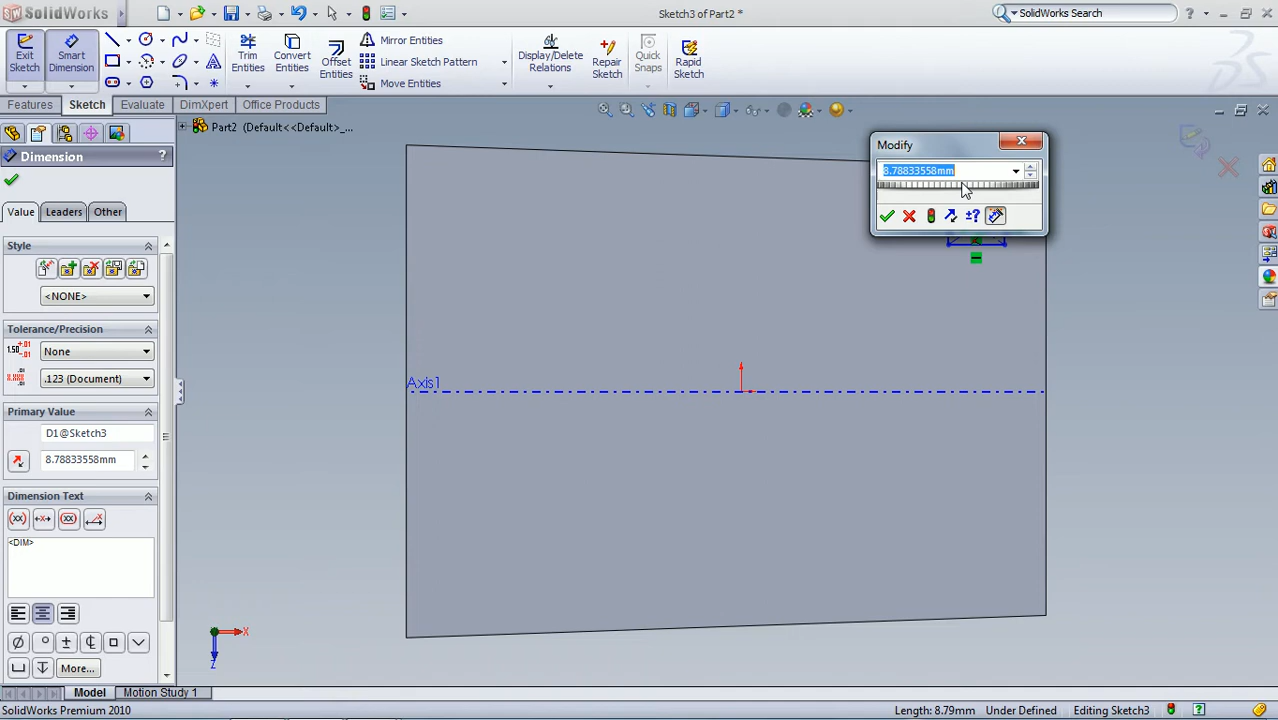 SolidWorks
Sketch3 of Part2 *
SolidWorks Search
Exit Sketch
Smart Dimension
Trim Entities
Convert Entities
Offset Entities
Mirror Entities
Linear Sketch Pattern
Move Entities
Display/Delete Relations
Repair Sketch
Quick Snaps
Rapid Sketch
Features
Sketch
Evaluate
DimXpert
Office Products
Part2 (Default<<Default>_...
Dimension
?
Value
Leaders
Other
Style
<NONE>
Tolerance/Precision
None
.123 (Document)
Primary Value
D1@Sketch3
8.78833558mm
Dimension Text
<DIM>
More...
Modify
8.78833558mm
Axis1
X
Z
Model
Motion Study 1
SolidWorks Premium 2010
Length: 8.79mm
Under Defined
Editing Sketch3